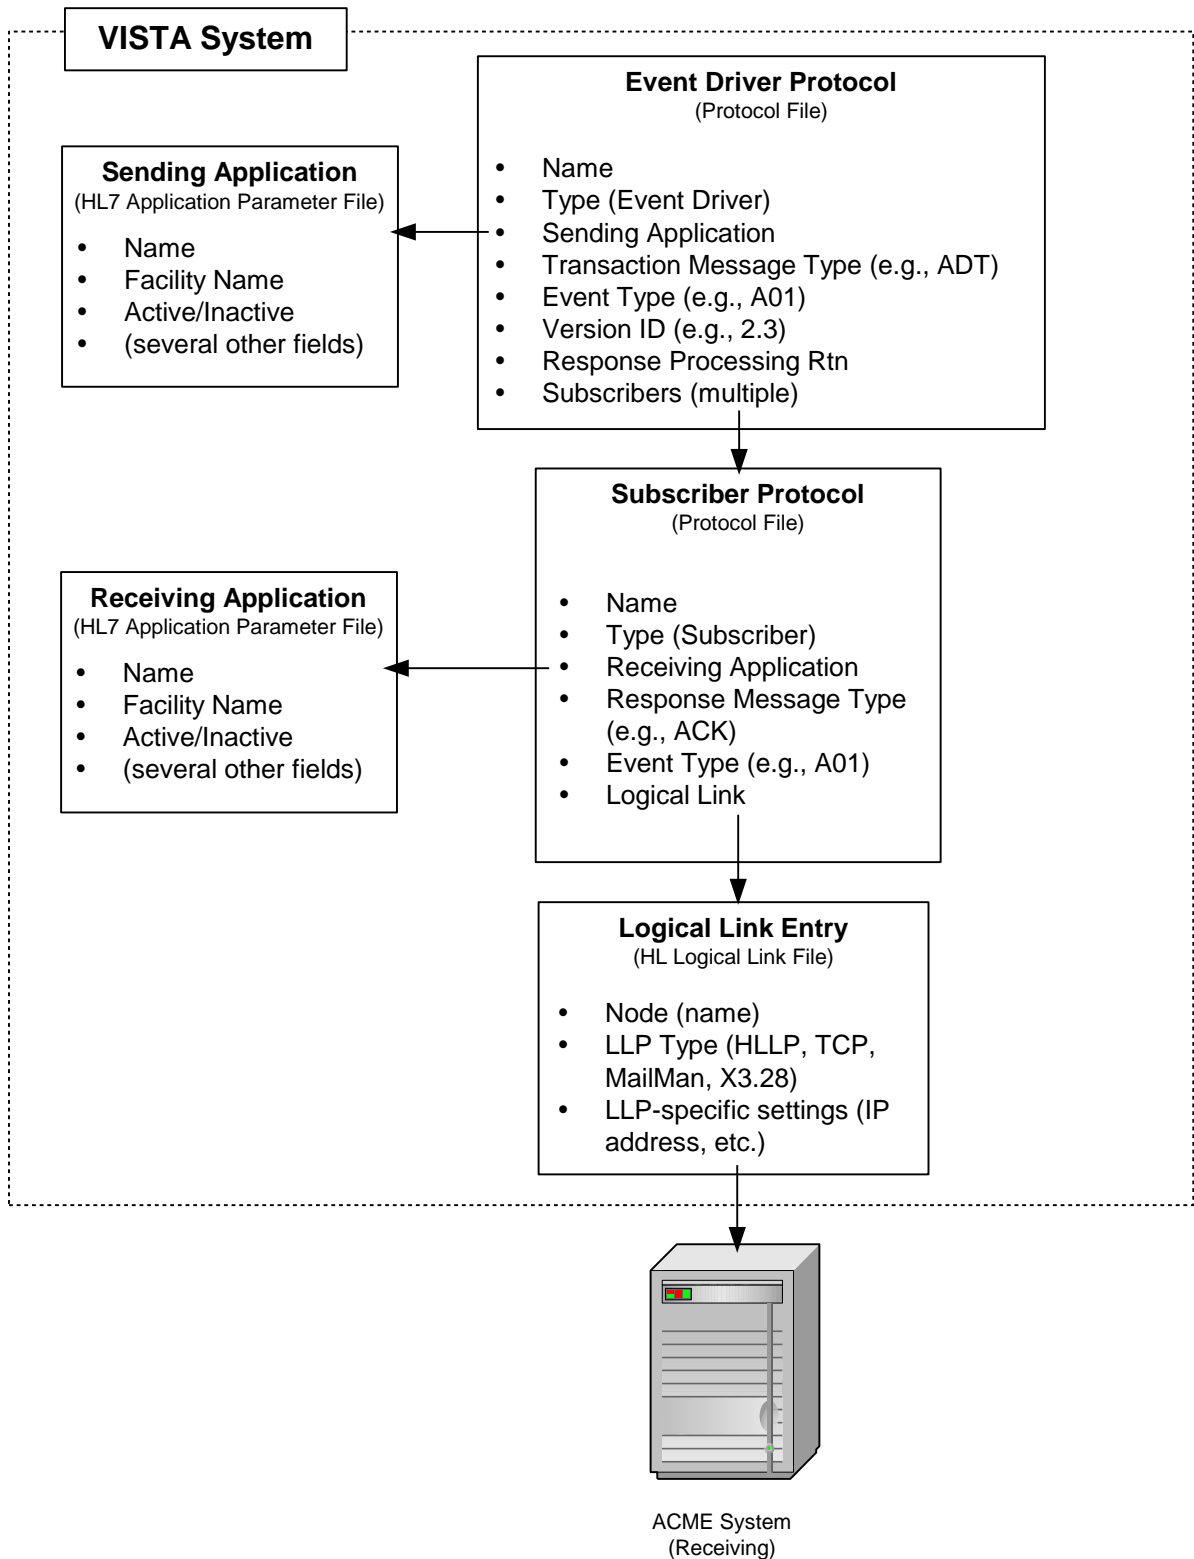 VISTA System
Event Driver Protocol
(Protocol File)
• Name
• Type (Event Driver)
• Sending Application
• Transaction Message Type (e.g., ADT)
• Event Type (e.g., A01)
• Version ID (e.g., 2.3)
• Response Processing Rtn
• Subscribers (multiple)
Sending Application
(HL7 Application Parameter File)
• Name
• Facility Name
• Active/Inactive
• (several other fields)
Subscriber Protocol
(Protocol File)
• Name
• Type (Subscriber)
• Receiving Application
• Response Message Type
(e.g., ACK)
• Event Type (e.g., A01)
• Logical Link
Receiving Application
(HL7 Application Parameter File)
• Name
• Facility Name
• Active/Inactive
• (several other fields)
Logical Link Entry
(HL Logical Link File)
• Node (name)
• LLP Type (HLLP, TCP,
MailMan, X3.28)
• LLP-specific settings (IP
address, etc.)
ACME System
(Receiving)